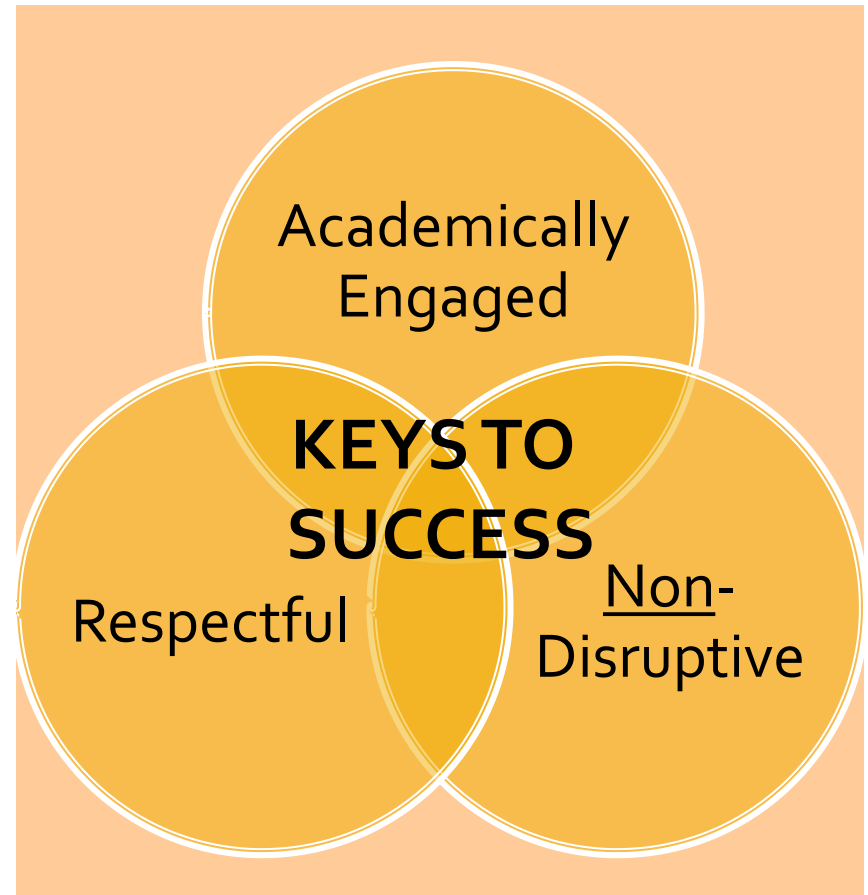 Academically
Engaged
KEYS TO
SUCCESS
Respectful
Non-
Disruptive